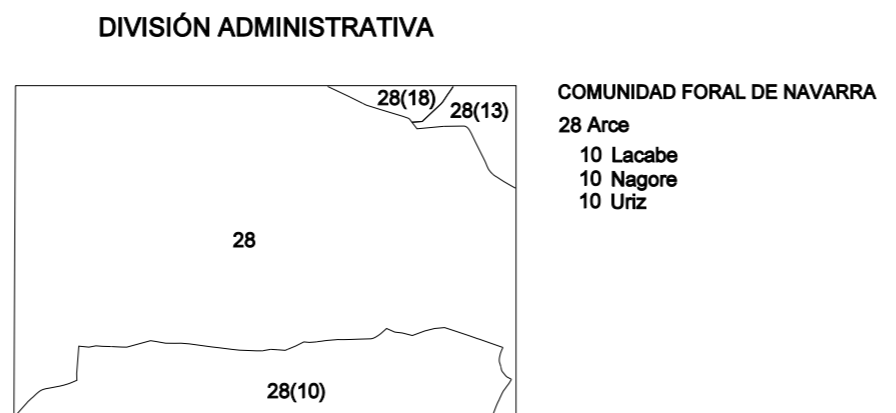 DIVISIÓN ADMINISTRATIVA
28(18)
28(13)
28
28(10)
COMUNIDAD FORAL DE NAVARRA
28 Arce
10 Lacabe
10 Nagore
10 Uriz